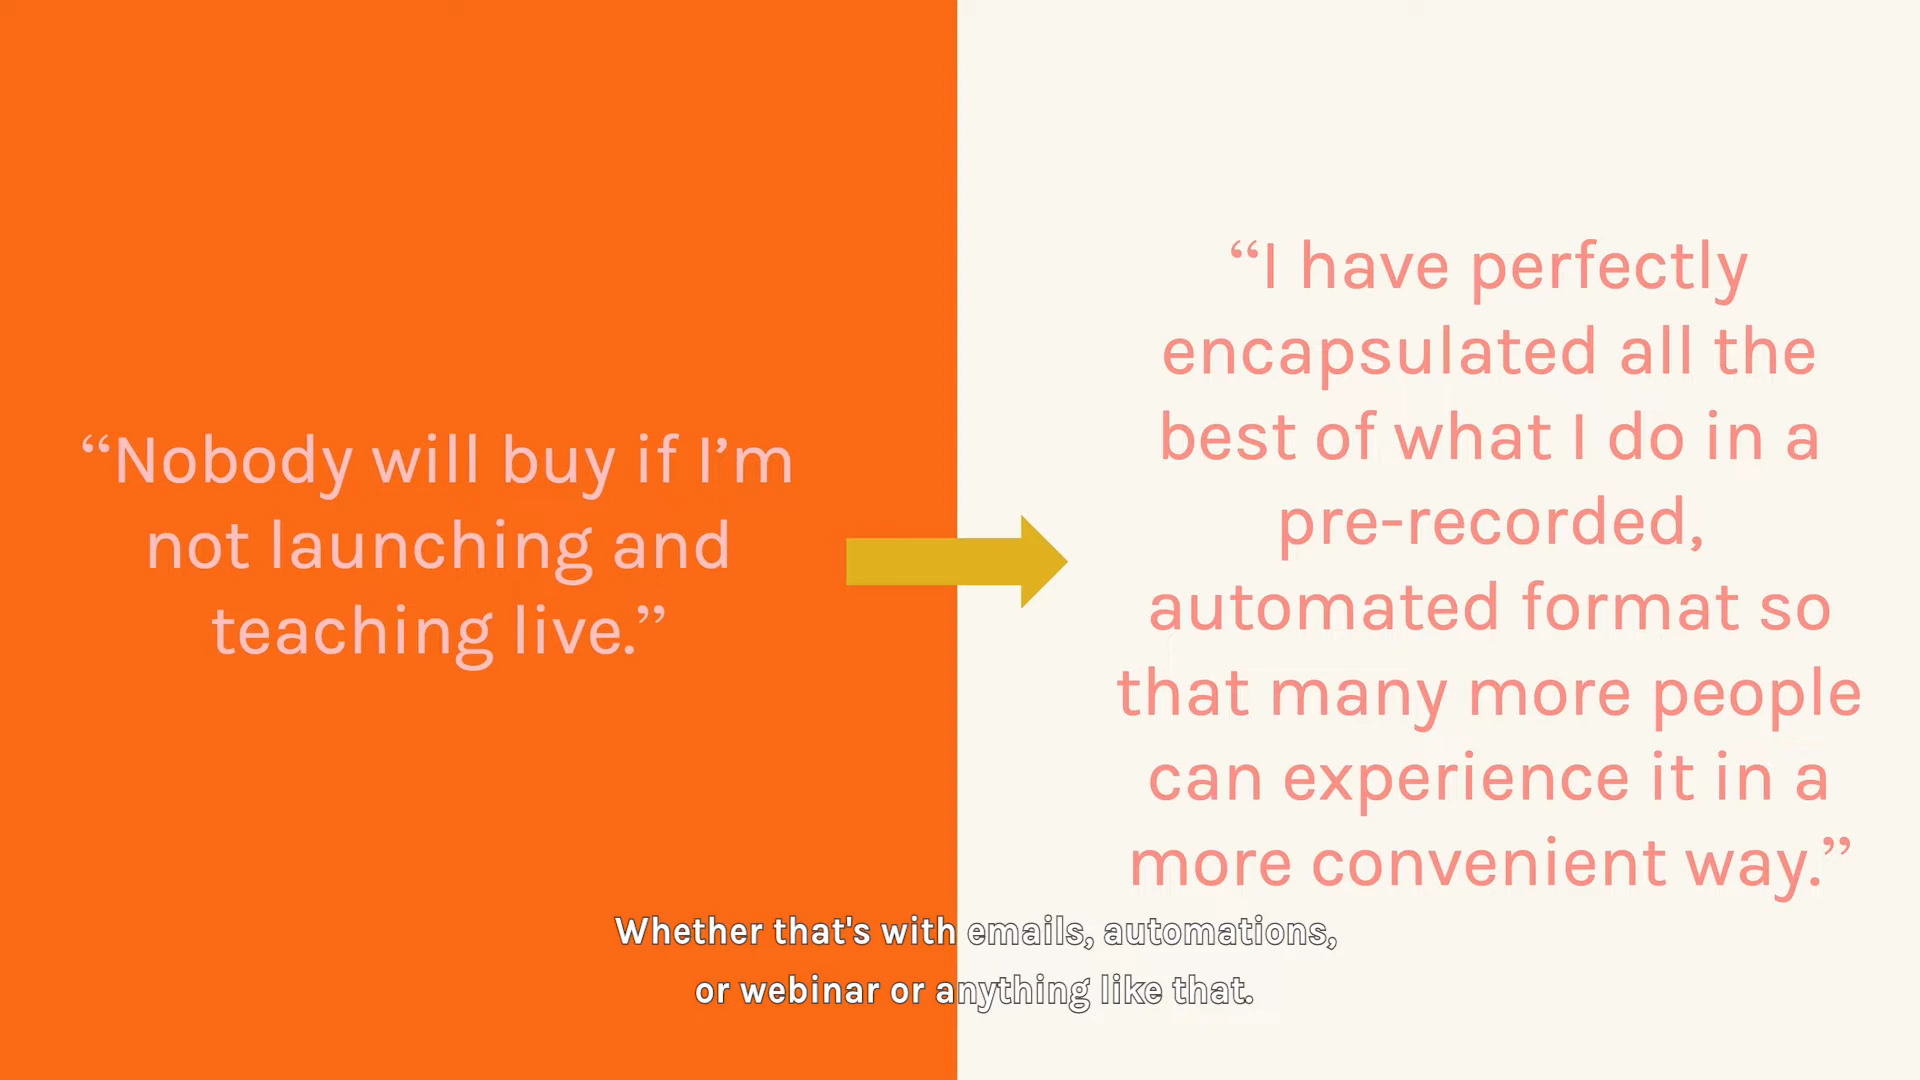 “Nobody will buy if I’m
not launching and
teaching live.”
“I have perfectly
encapsulated all the
best of what I do in a
pre-recorded,
automated format so
that many more people
can experience it in a
more convenient way.”
Whether that's with emails, automations,
or webinar or anything like that.